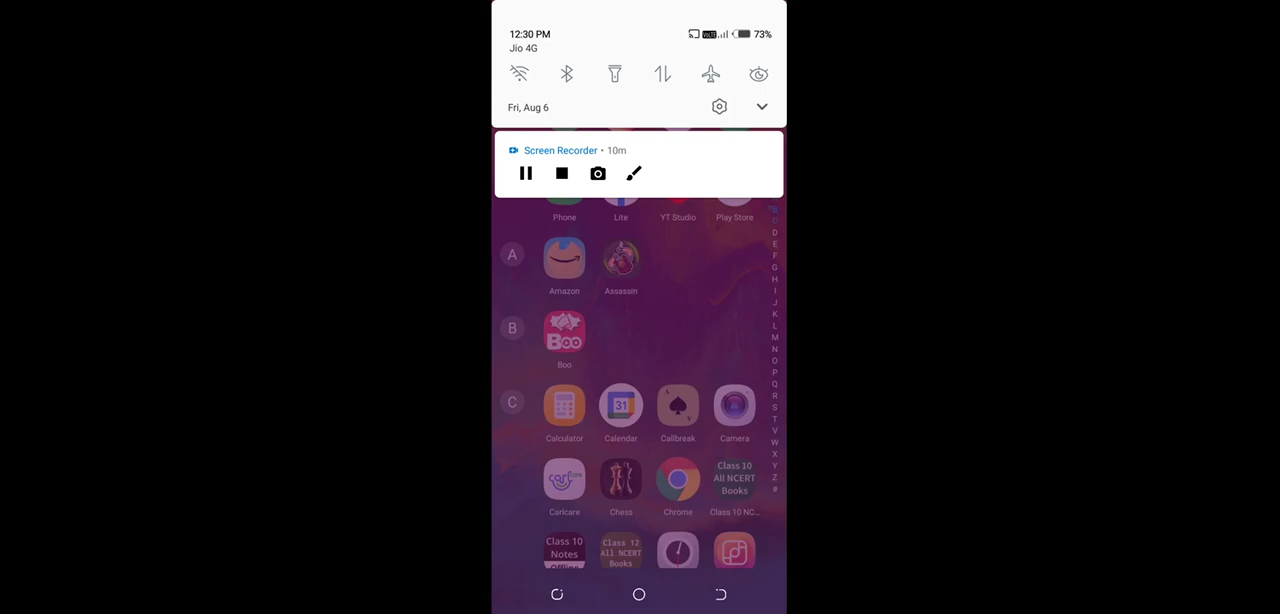 12:30 PM
VoLTE
73%
Jio 4G
Fri, Aug 6
Screen Recorder • 10m
Phone
Lite
YT Studio
Play Store
B
C
D
E
F
G
H
I
J
K
L
M
N
O
P
Q
R
S
T
V
W
X
Y
Z
#
A
Amazon
Assassin
B
Boo
Boo
C
31
Calculator
Calendar
Callbreak
Camera
Class 10
All NCERT
Books
Carlcare
Chess
Chrome
Class 10 NC...
Class 10
Notes
Class 12
All NCERT
Books